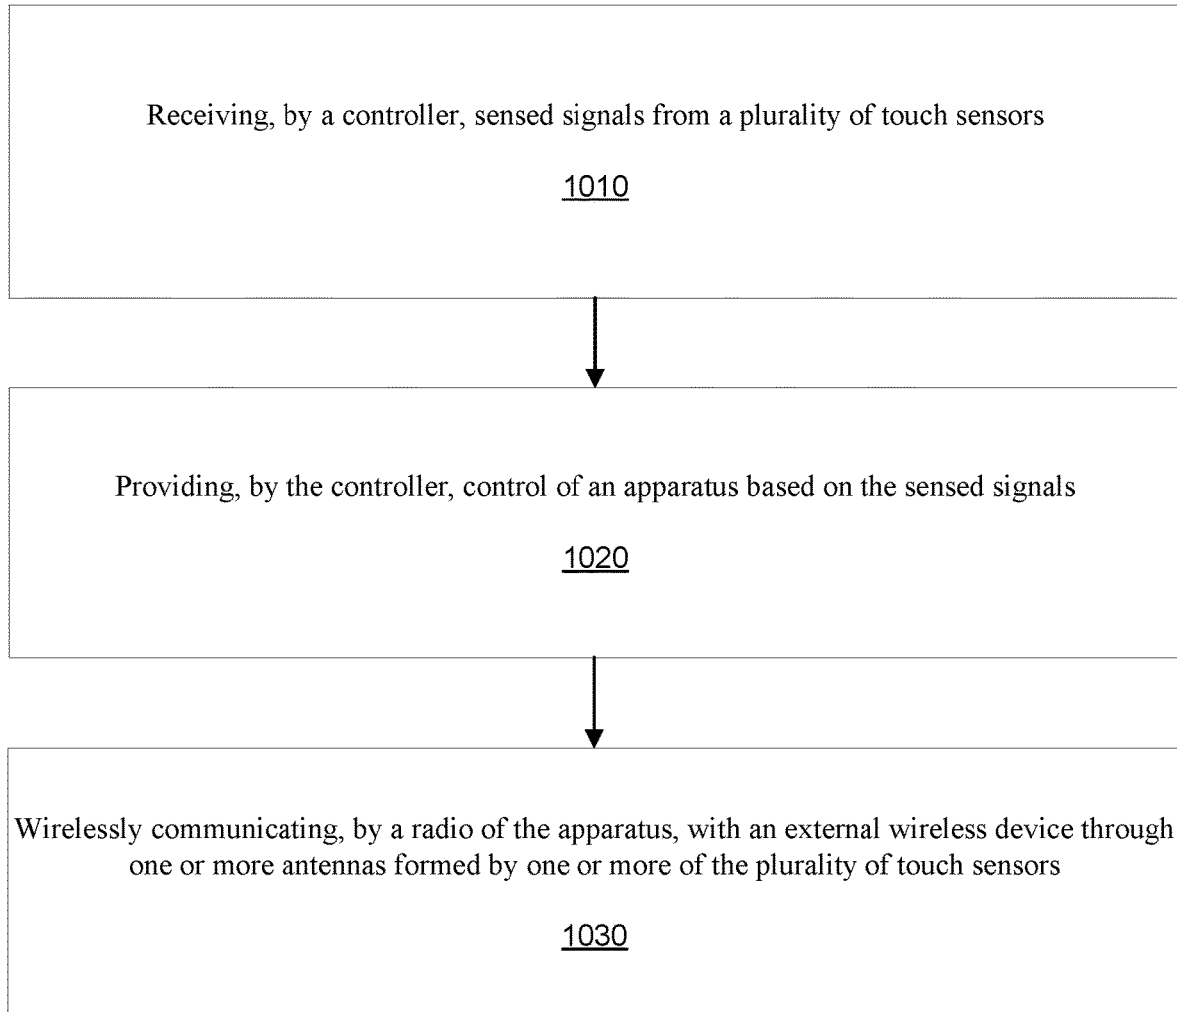 Receiving, by a controller, sensed signals from a plurality of touch sensors
1010
Providing, by the controller, control of an apparatus based on the sensed signals
1020
Wirelessly communicating, by a radio of the apparatus, with an external wireless device through
one or more antennas formed by one or more of the plurality of touch sensors
1030